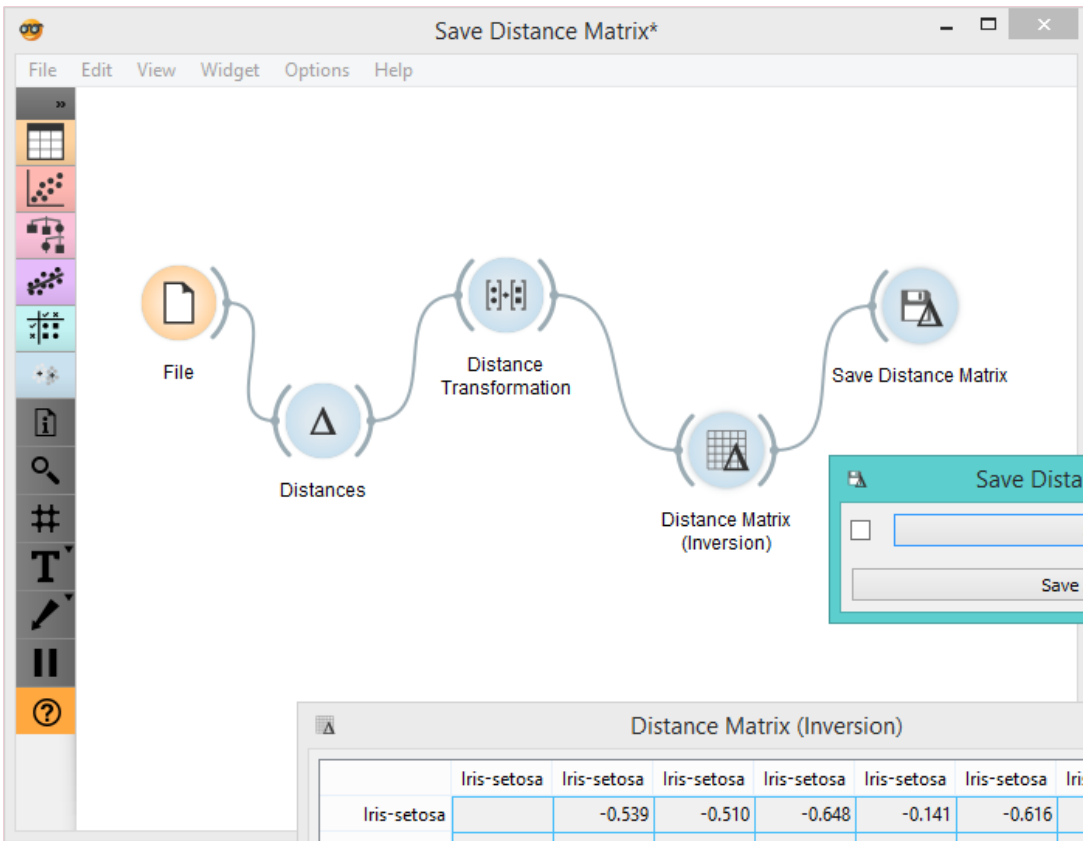 Save Distance Matrix*
File Edit View Widget Options Help
File
Distances
Distance
Transformation
Distance Matrix
(Inversion)
Save Distance Matrix
Save Dista
Save
Distance Matrix (Inversion)
Iris-setosa Iris-setosa Iris-setosa Iris-setosa Iris-setosa Iris-setosa Iri
Iris-setosa -0.539 -0.510 -0.648 -0.141 -0.616